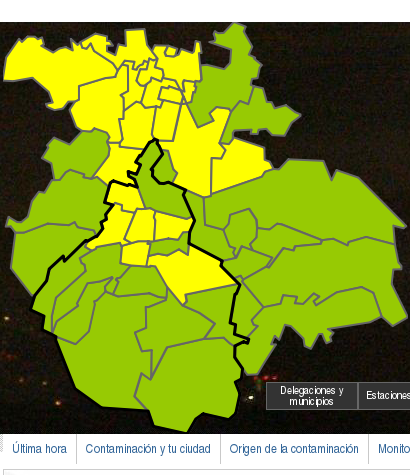 Delegaciones y
municipios
Estaciones
Última hora
Contaminación y tu ciudad
Origen de la contaminación
Monito